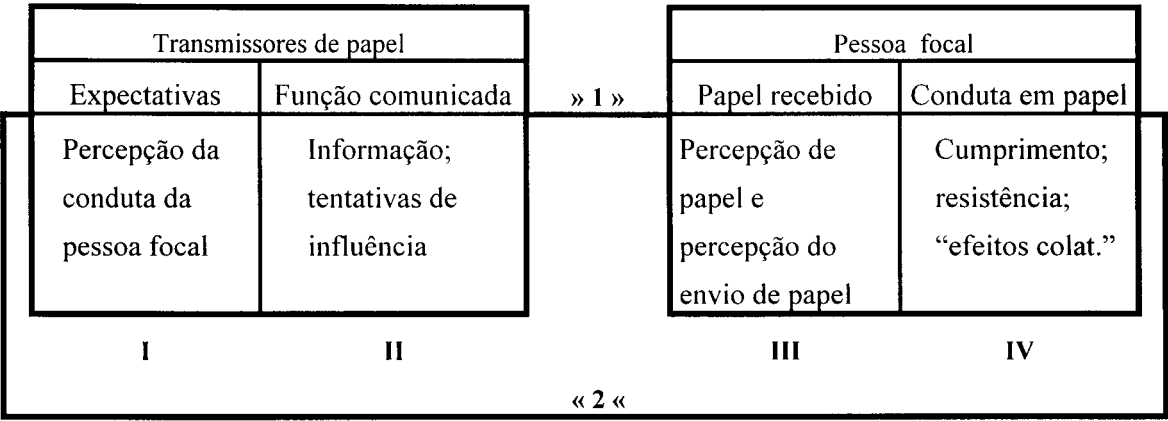 Transmissores de papel
Expectativas
Função comunicada
Percepção da
conduta da
pessoa focal
Informação;
tentativas de
influência
» 1 »
Pessoa focal
Papel recebido
Conduta em papel
Percepção de
papel e
percepção do
envio de papel
Cumprimento;
resistência;
“efeitos colat.”
I
II
III
IV
« 2 «